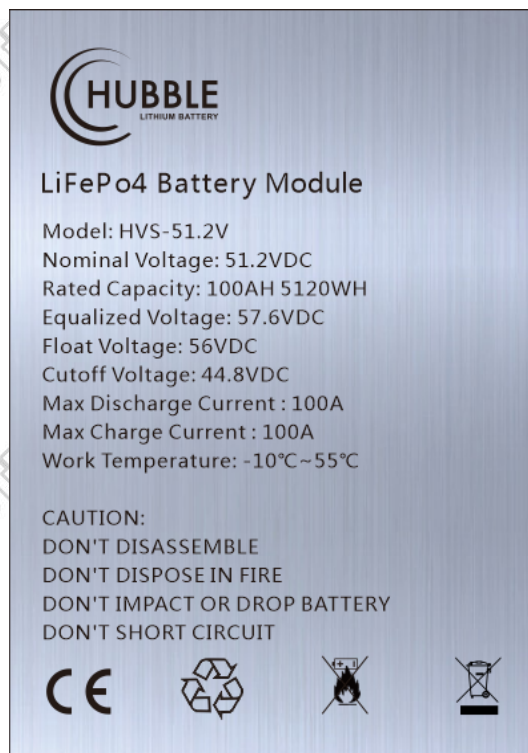 HUBBLE
LITHIUM BATTERY
LiFePo4 Battery Module
Model: HVS-51.2V
Nominal Voltage: 51.2VDC
Rated Capacity: 100AH 5120WH
Equalized Voltage: 57.6VDC
Float Voltage: 56VDC
Cutoff Voltage: 44.8VDC
Max Discharge Current : 100A
Max Charge Current : 100A
Work Temperature: -10℃~55℃
CAUTION:
DON'T DISASSEMBLE
DON'T DISPOSE IN FIRE
DON'T IMPACT OR DROP BATTERY
DON'T SHORT CIRCUIT
CE